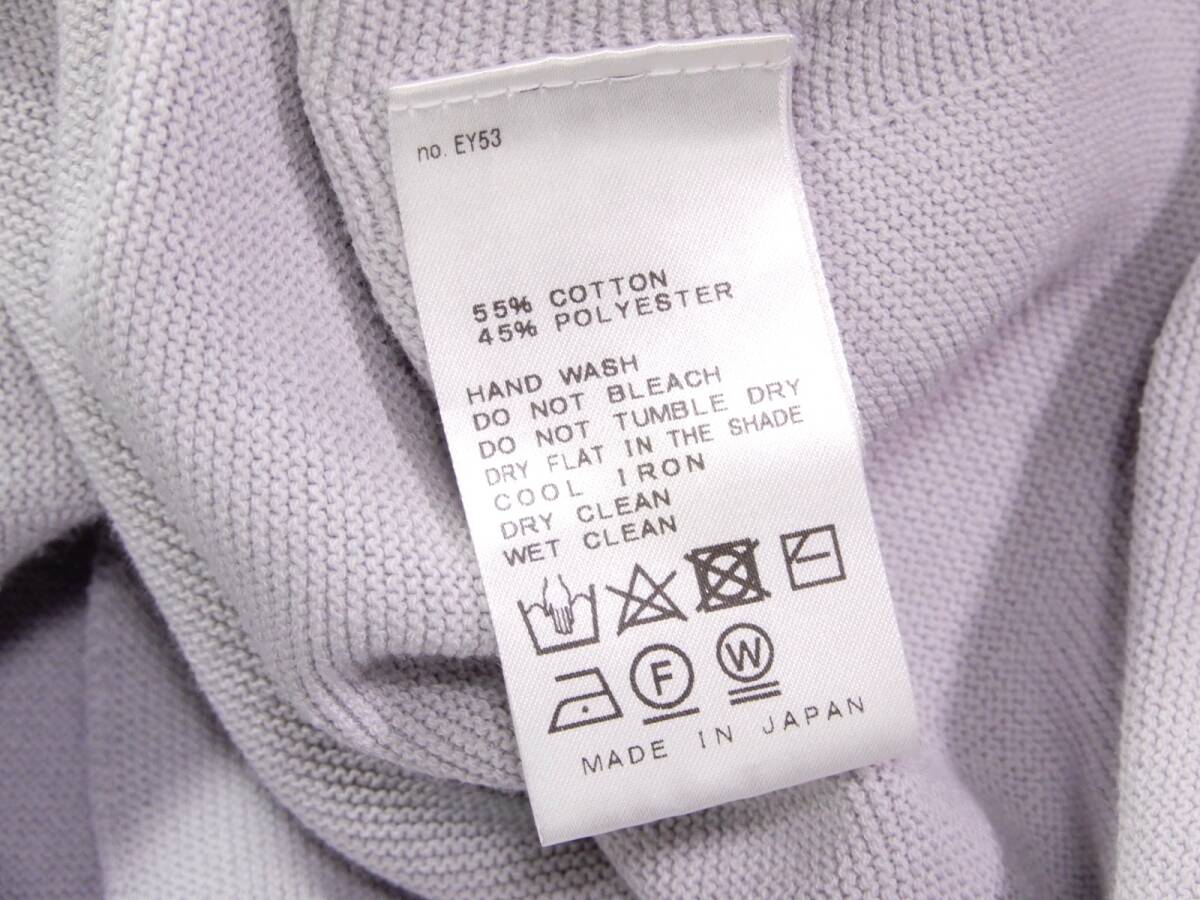 no. EY53
55% COTTON
45% POLYESTER
HAND WASH
DO NOT BLEACH
DO NOT TUMBLE DRY
DRY FLAT IN THE SHADE
COOL IRON
DRY CLEAN
WET CLEAN
F W
MADE IN JAPAN